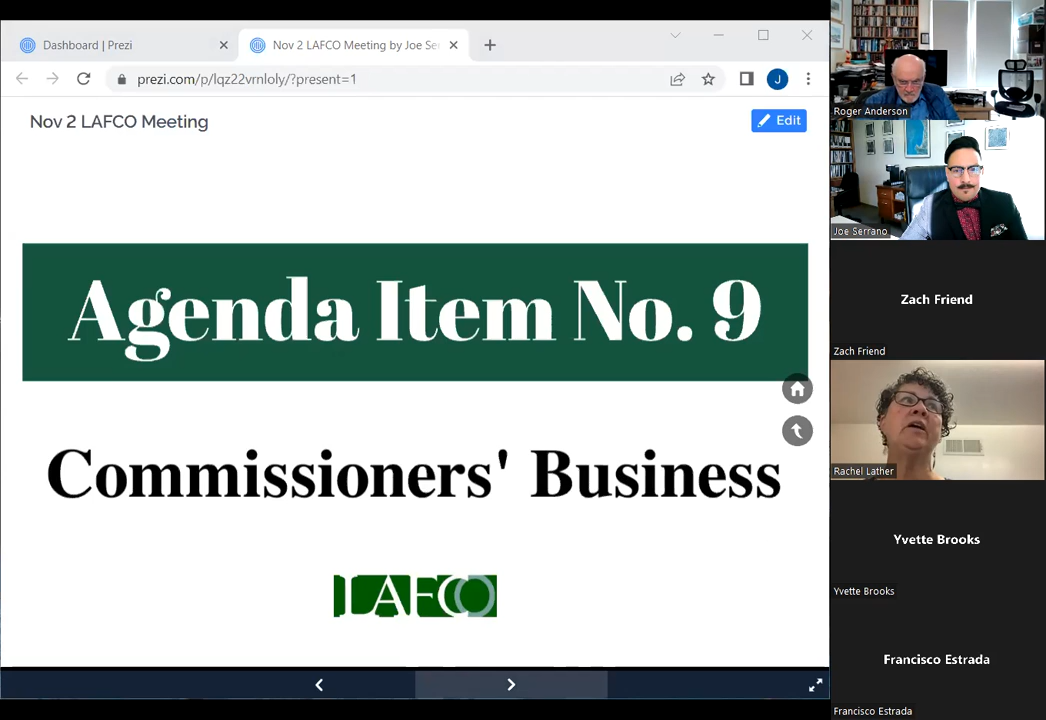 Dashboard | Prezi
Nov 2 LAFCO Meeting by Joe Ser
prezi.com/p/lqz22vrnloly/?present=1
J
Nov 2 LAFCO Meeting
Edit
Agenda Item No. 9
Commissioners' Business
LAFCO
Roger Anderson
Joe Serrano
Zach Friend
Zach Friend
Rachel Lather
Yvette Brooks
Yvette Brooks
Francisco Estrada
Francisco Estrada